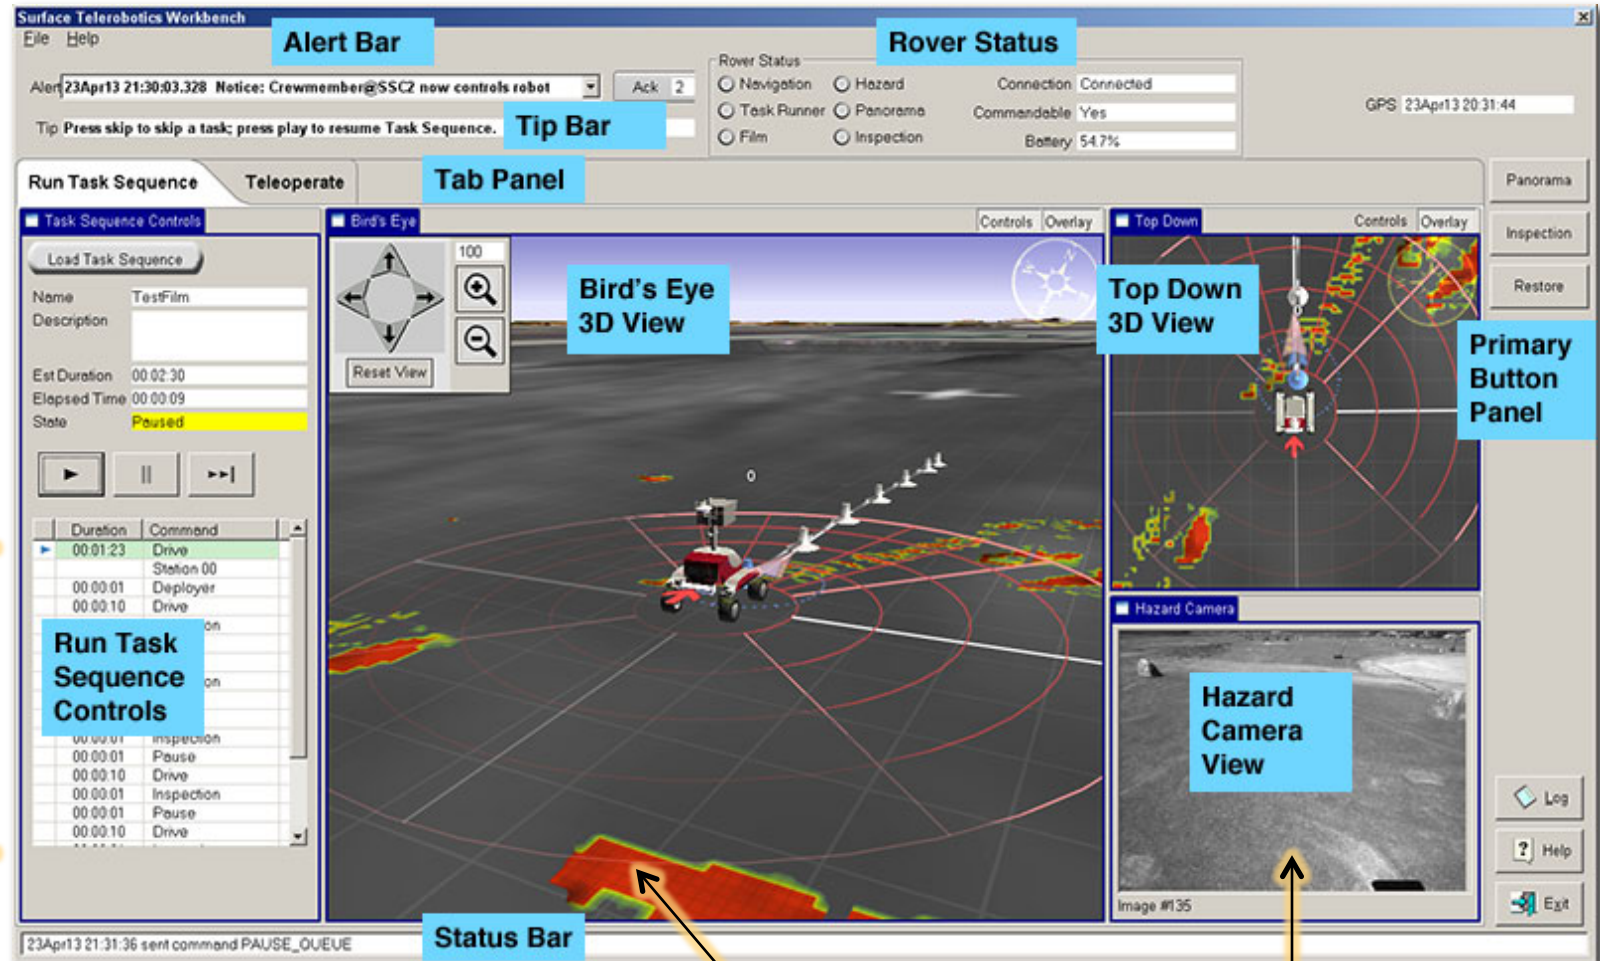 Surface Telerobotics Workbench
File Help
Alert Bar
Rover Status
Rover Status
Alert 23Apr13 21:30:03.328 Notice: Crewmember@SSC2 now controls robot
Ack 2
Navigation Hazard
Connection Connected
GPS 23Apr13 20:31:44
Task Runner Panorama
Commandable Yes
Tip Press skip to skip a task; press play to resume Task Sequence.
Tip Bar
Film Inspection
Battery 54.7%
Run Task Sequence Teleoperate
Tab Panel
Panorama
Inspection
Restore
Primary
Button
Panel
Task Sequence Controls
Load Task Sequence
Name TestFilm
Description
Est Duration 00:02:30
Elapsed Time 00:00:09
State Paused
Duration Command
00:01:23 Drive
Station 00
00:00:01 Deployer
00:00:10 Drive
on
on
Run Task
Sequence
Controls
00:00:01 Inspection
00:00:01 Pause
00:00:10 Drive
00:00:01 Inspection
00:00:01 Pause
00:00:10 Drive
Bird's Eye
Controls Overlay
100
Reset View
Bird's Eye
3D View
N
0
Top Down
Controls Overlay
Top Down
3D View
Hazard Camera
Hazard
Camera
View
Image #135
Log
Help
Exit
Status Bar
23Apr13 21:31:36 sent command PAUSE_QUEUE